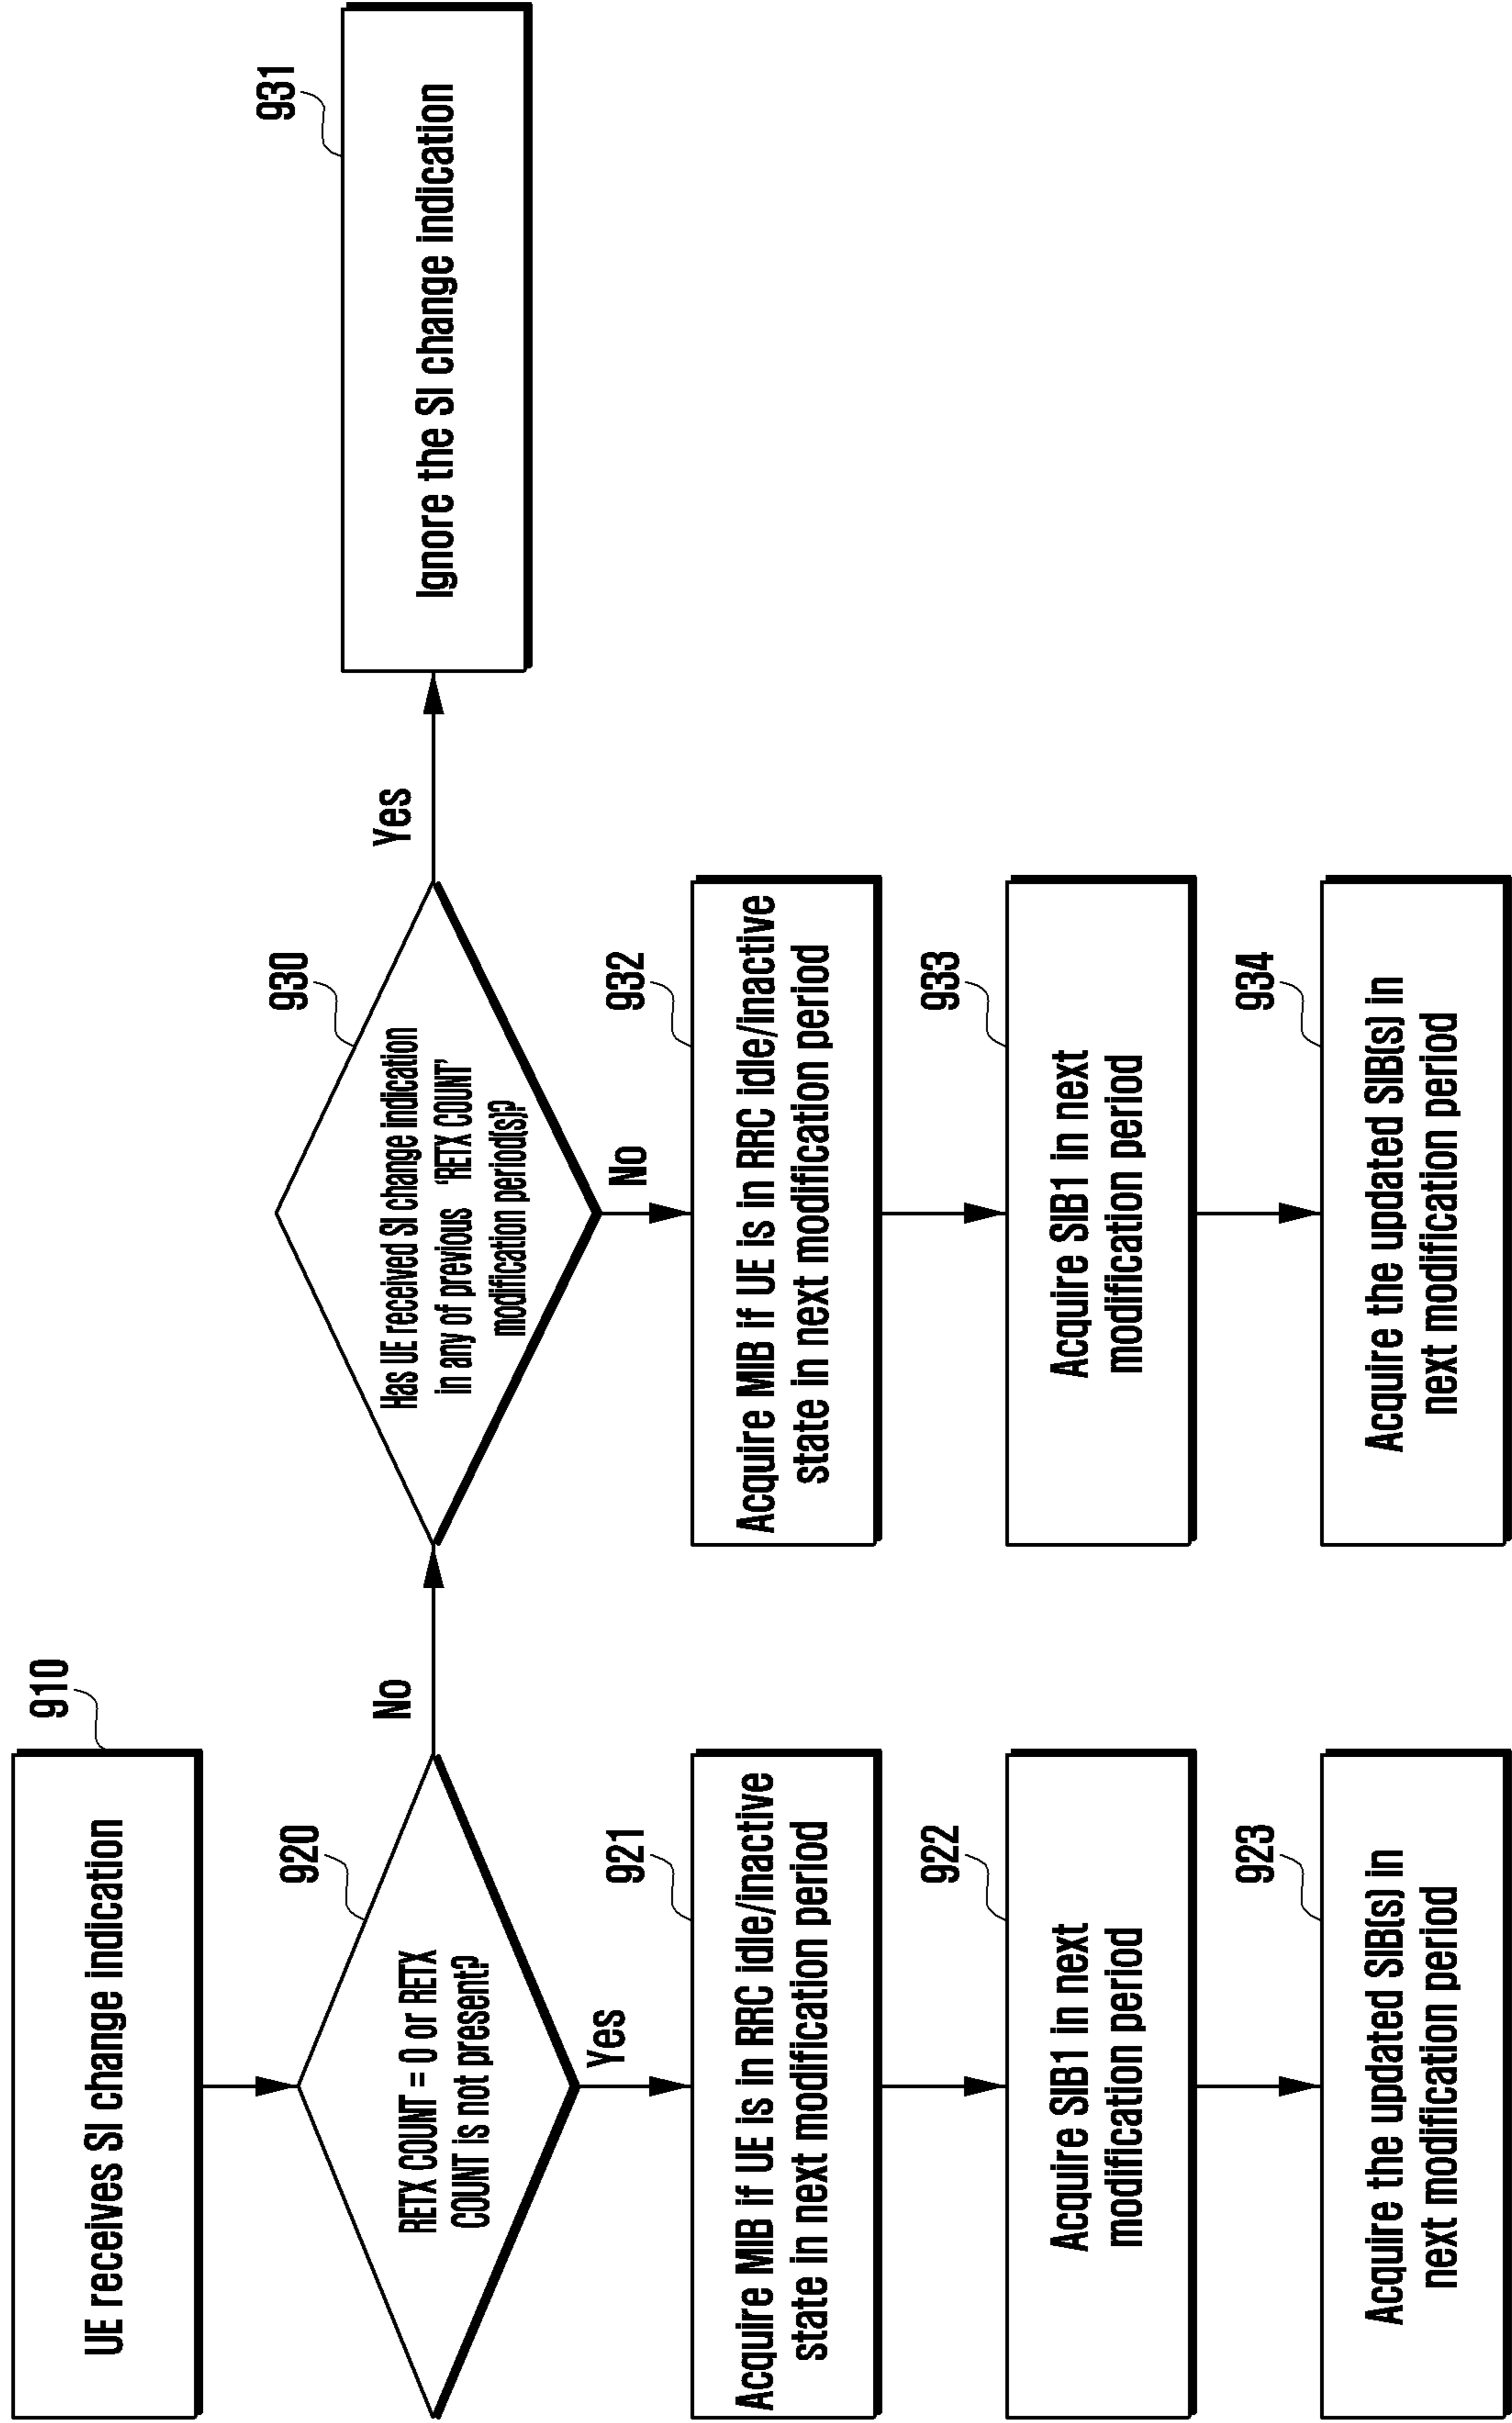 910
UE receives SI change indication
920
RETX COUNT = 0 or RETX
COUNT is not present?
No
Yes
921
Acquire MIB if UE is in RRC idle/inactive
state in next modification period
922
Acquire SIB1 in next
modification period
923
Acquire the updated SIB(s) in
next modification period
930
Has UE received SI change indication
in any of previous ‘RETX COUNT’
modification period(s)?
Yes
No
931
Ignore the SI change indication
932
Acquire MIB if UE is in RRC idle/inactive
state in next modification period
933
Acquire SIB1 in next
modification period
934
Acquire the updated SIB(s) in
next modification period